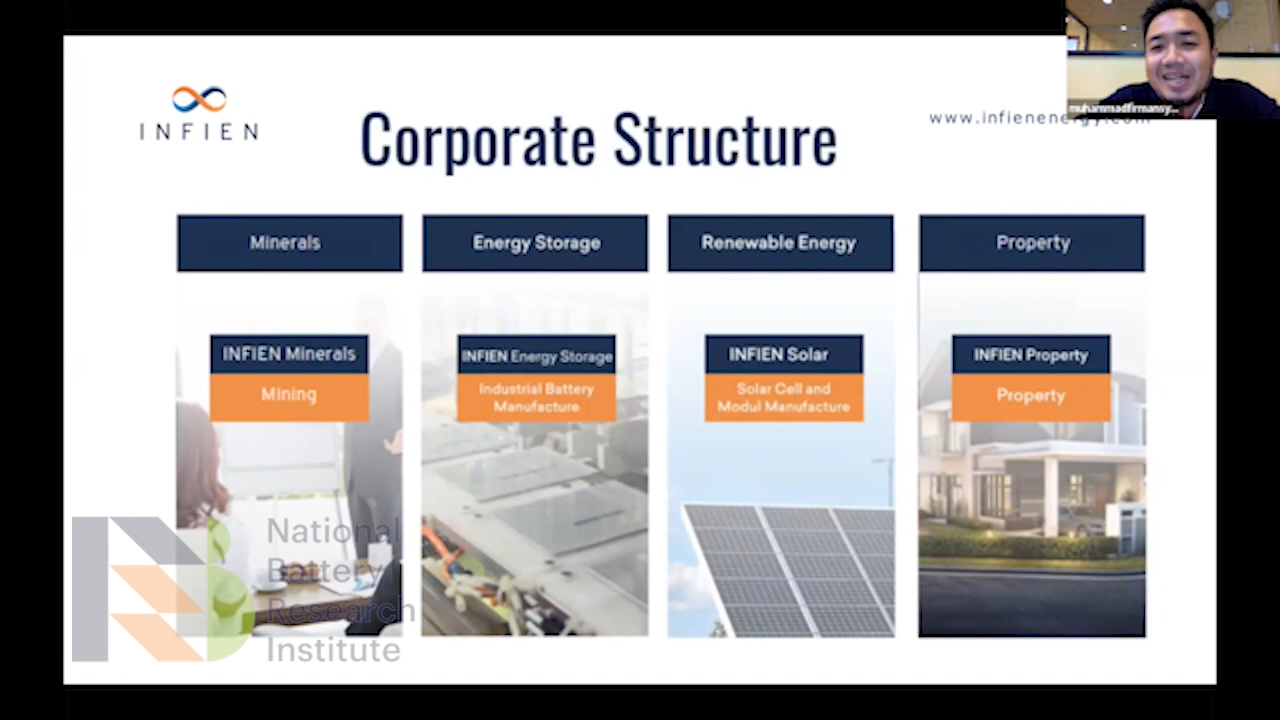 INFIEN
Corporate Structure
www.infienenergy.com
muhammadfirmansy...
Minerals
Energy Storage
Renewable Energy
Property
INFIEN Minerals
Mining
INFIEN Energy Storage
Industrial Battery
Manufacture
INFIEN Solar
Solar Cell and
Modul Manufacture
INFIEN Property
Property
National
Battery
Research
Institute